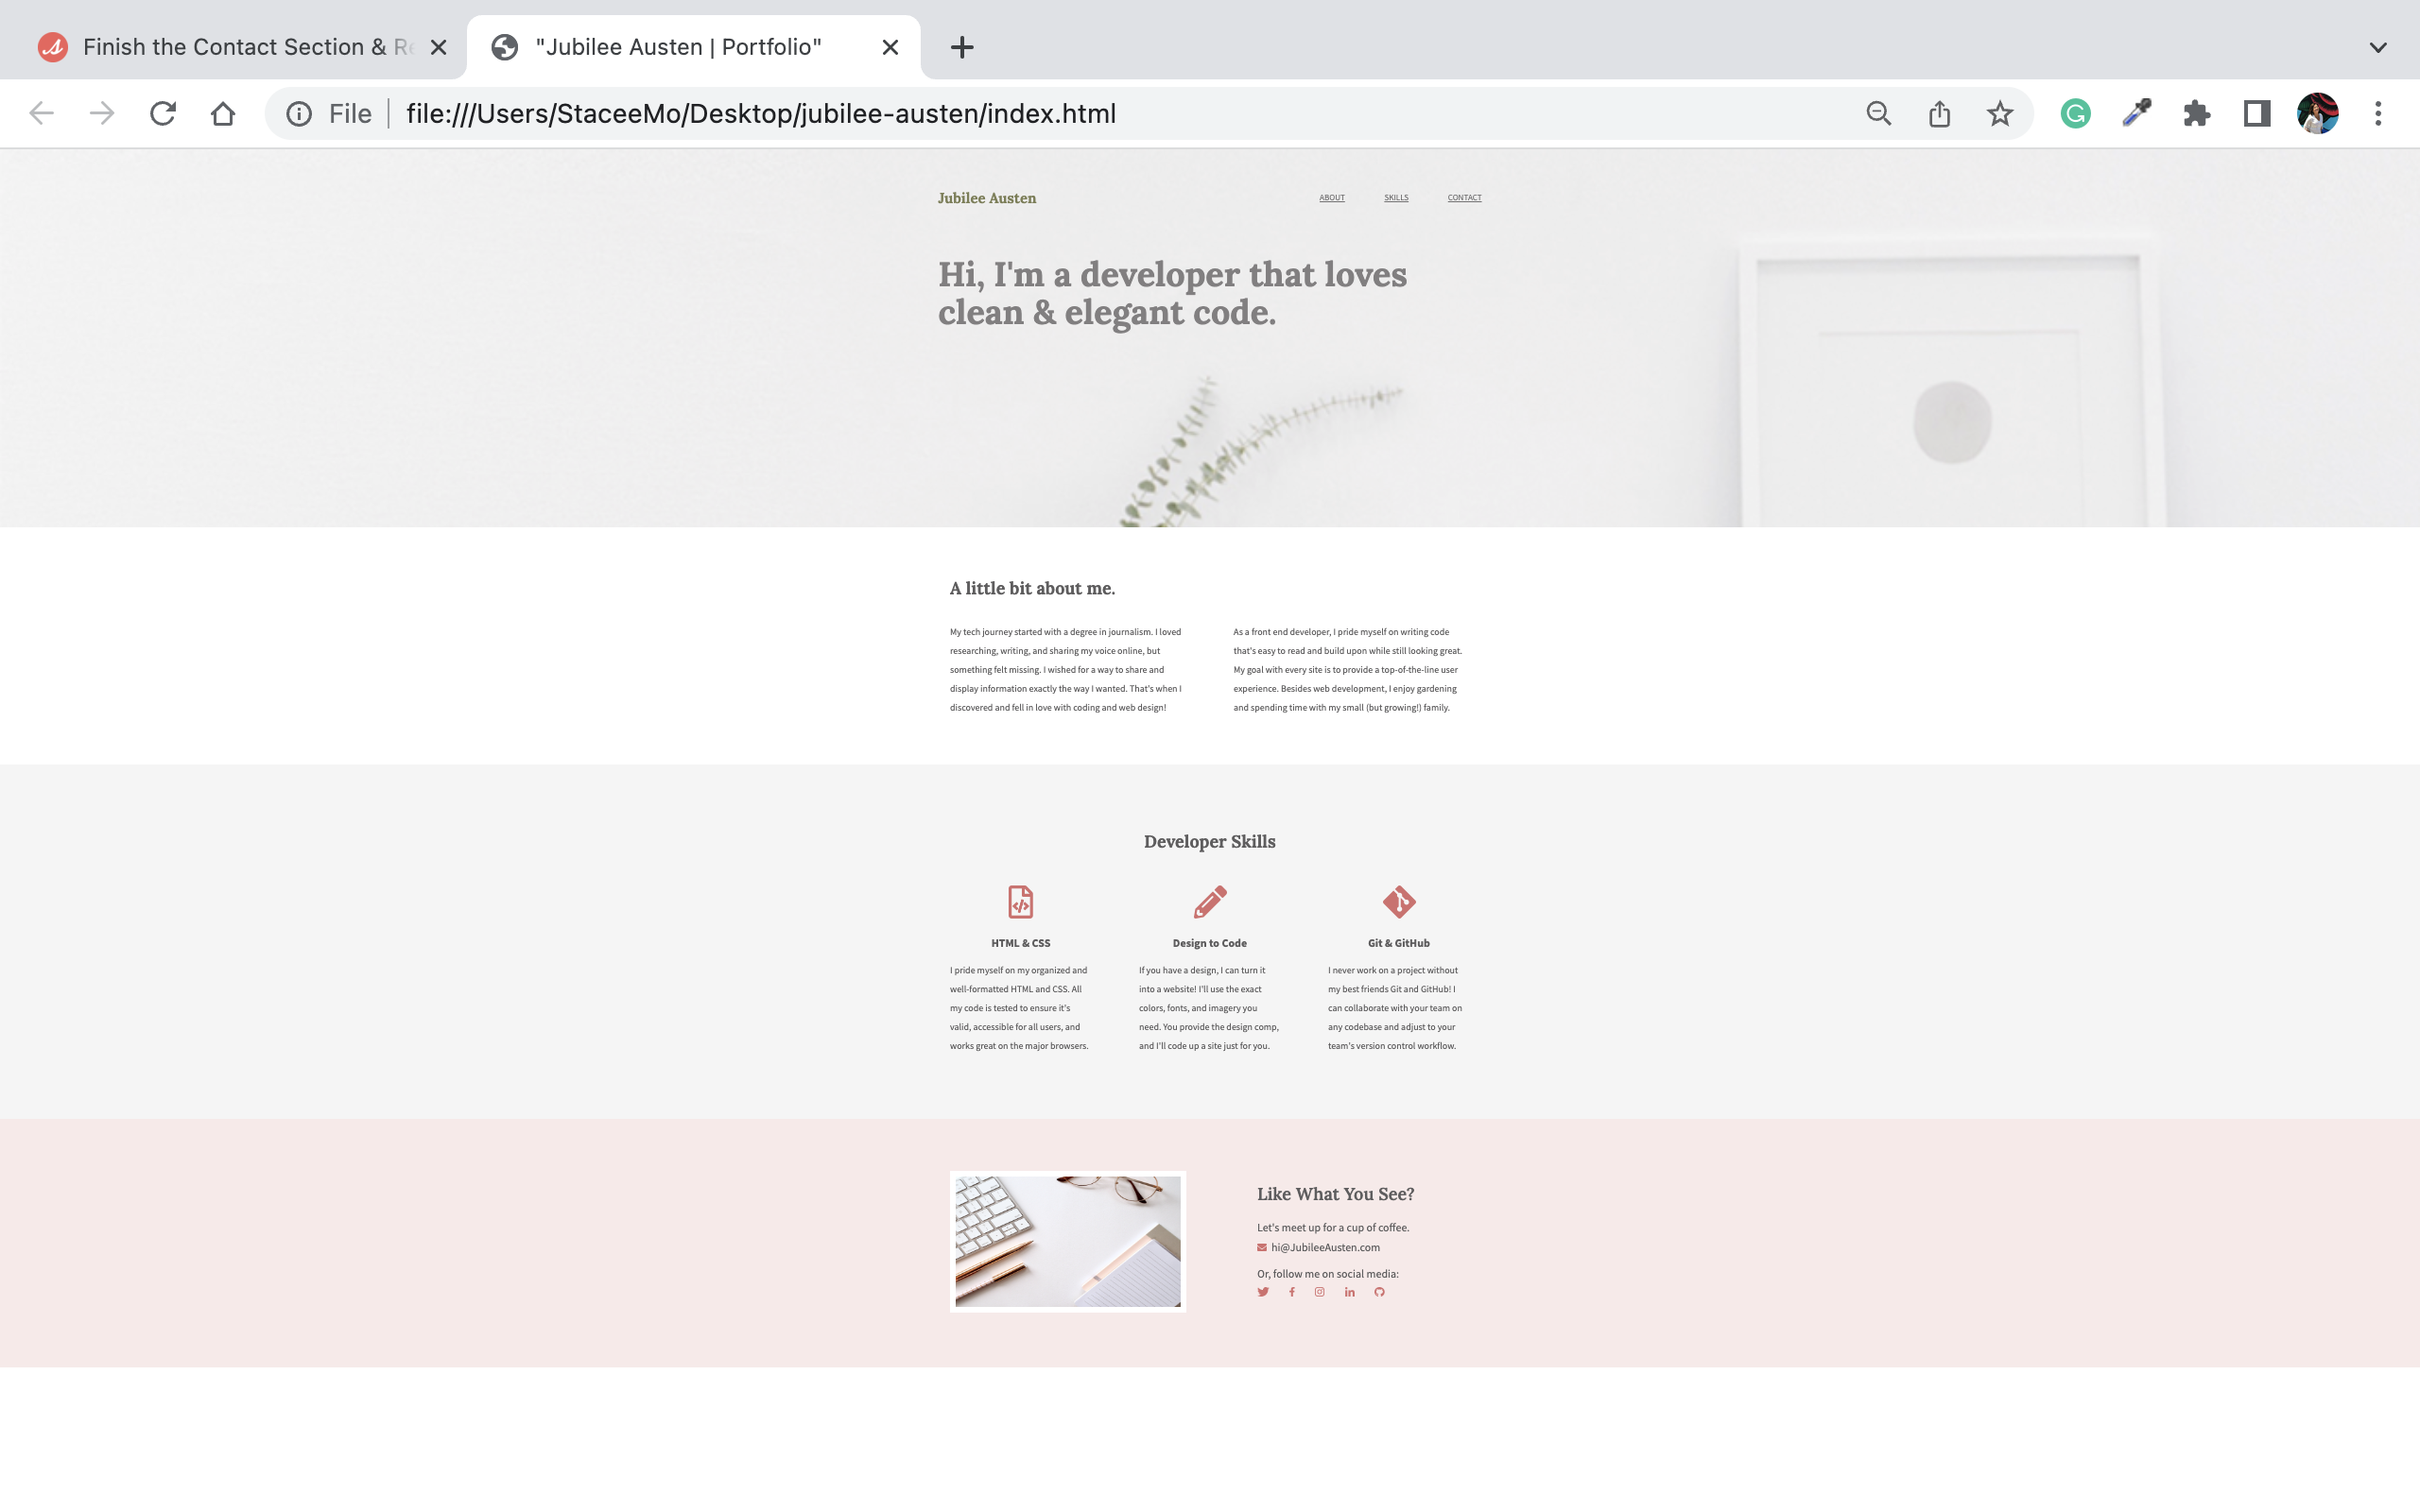 Finish the Contact Section &
"Jubilee Austen | Portfolio"
File
file:///Users/StaceeMo/Desktop/jubilee-austen/index.html
Jubilee Austen
ABOUT
SKILLS
CONTACT
Hi, I'm a developer that loves
clean & elegant code.
A little bit about me.
My tech journey started with a degree in journalism. I loved
researching, writing, and sharing my voice online, but
something felt missing. I wished for a way to share and
display information exactly the way I wanted. That's when I
discovered and fell in love with coding and web design!
As a front end developer, I pride myself on writing code
that's easy to read and build upon while still looking great.
My goal with every site is to provide a top-of-the-line user
experience. Besides web development, I enjoy gardening
and spending time with my small (but growing!) family.
Developer Skills
HTML & CSS
I pride myself on my organized and
well-formatted HTML and CSS. All
my code is tested to ensure it's
valid, accessible for all users, and
works great on the major browsers.
Design to Code
If you have a design, I can turn it
into a website! I'll use the exact
colors, fonts, and imagery you
need. You provide the design comp,
and I'll code up a site just for you.
Git & GitHub
I never work on a project without
my best friends Git and GitHub! I
can collaborate with your team on
any codebase and adjust to your
team's version control workflow.
Like What You See?
Let's meet up for a cup of coffee.
hi@JubileeAusten.com
Or, follow me on social media: